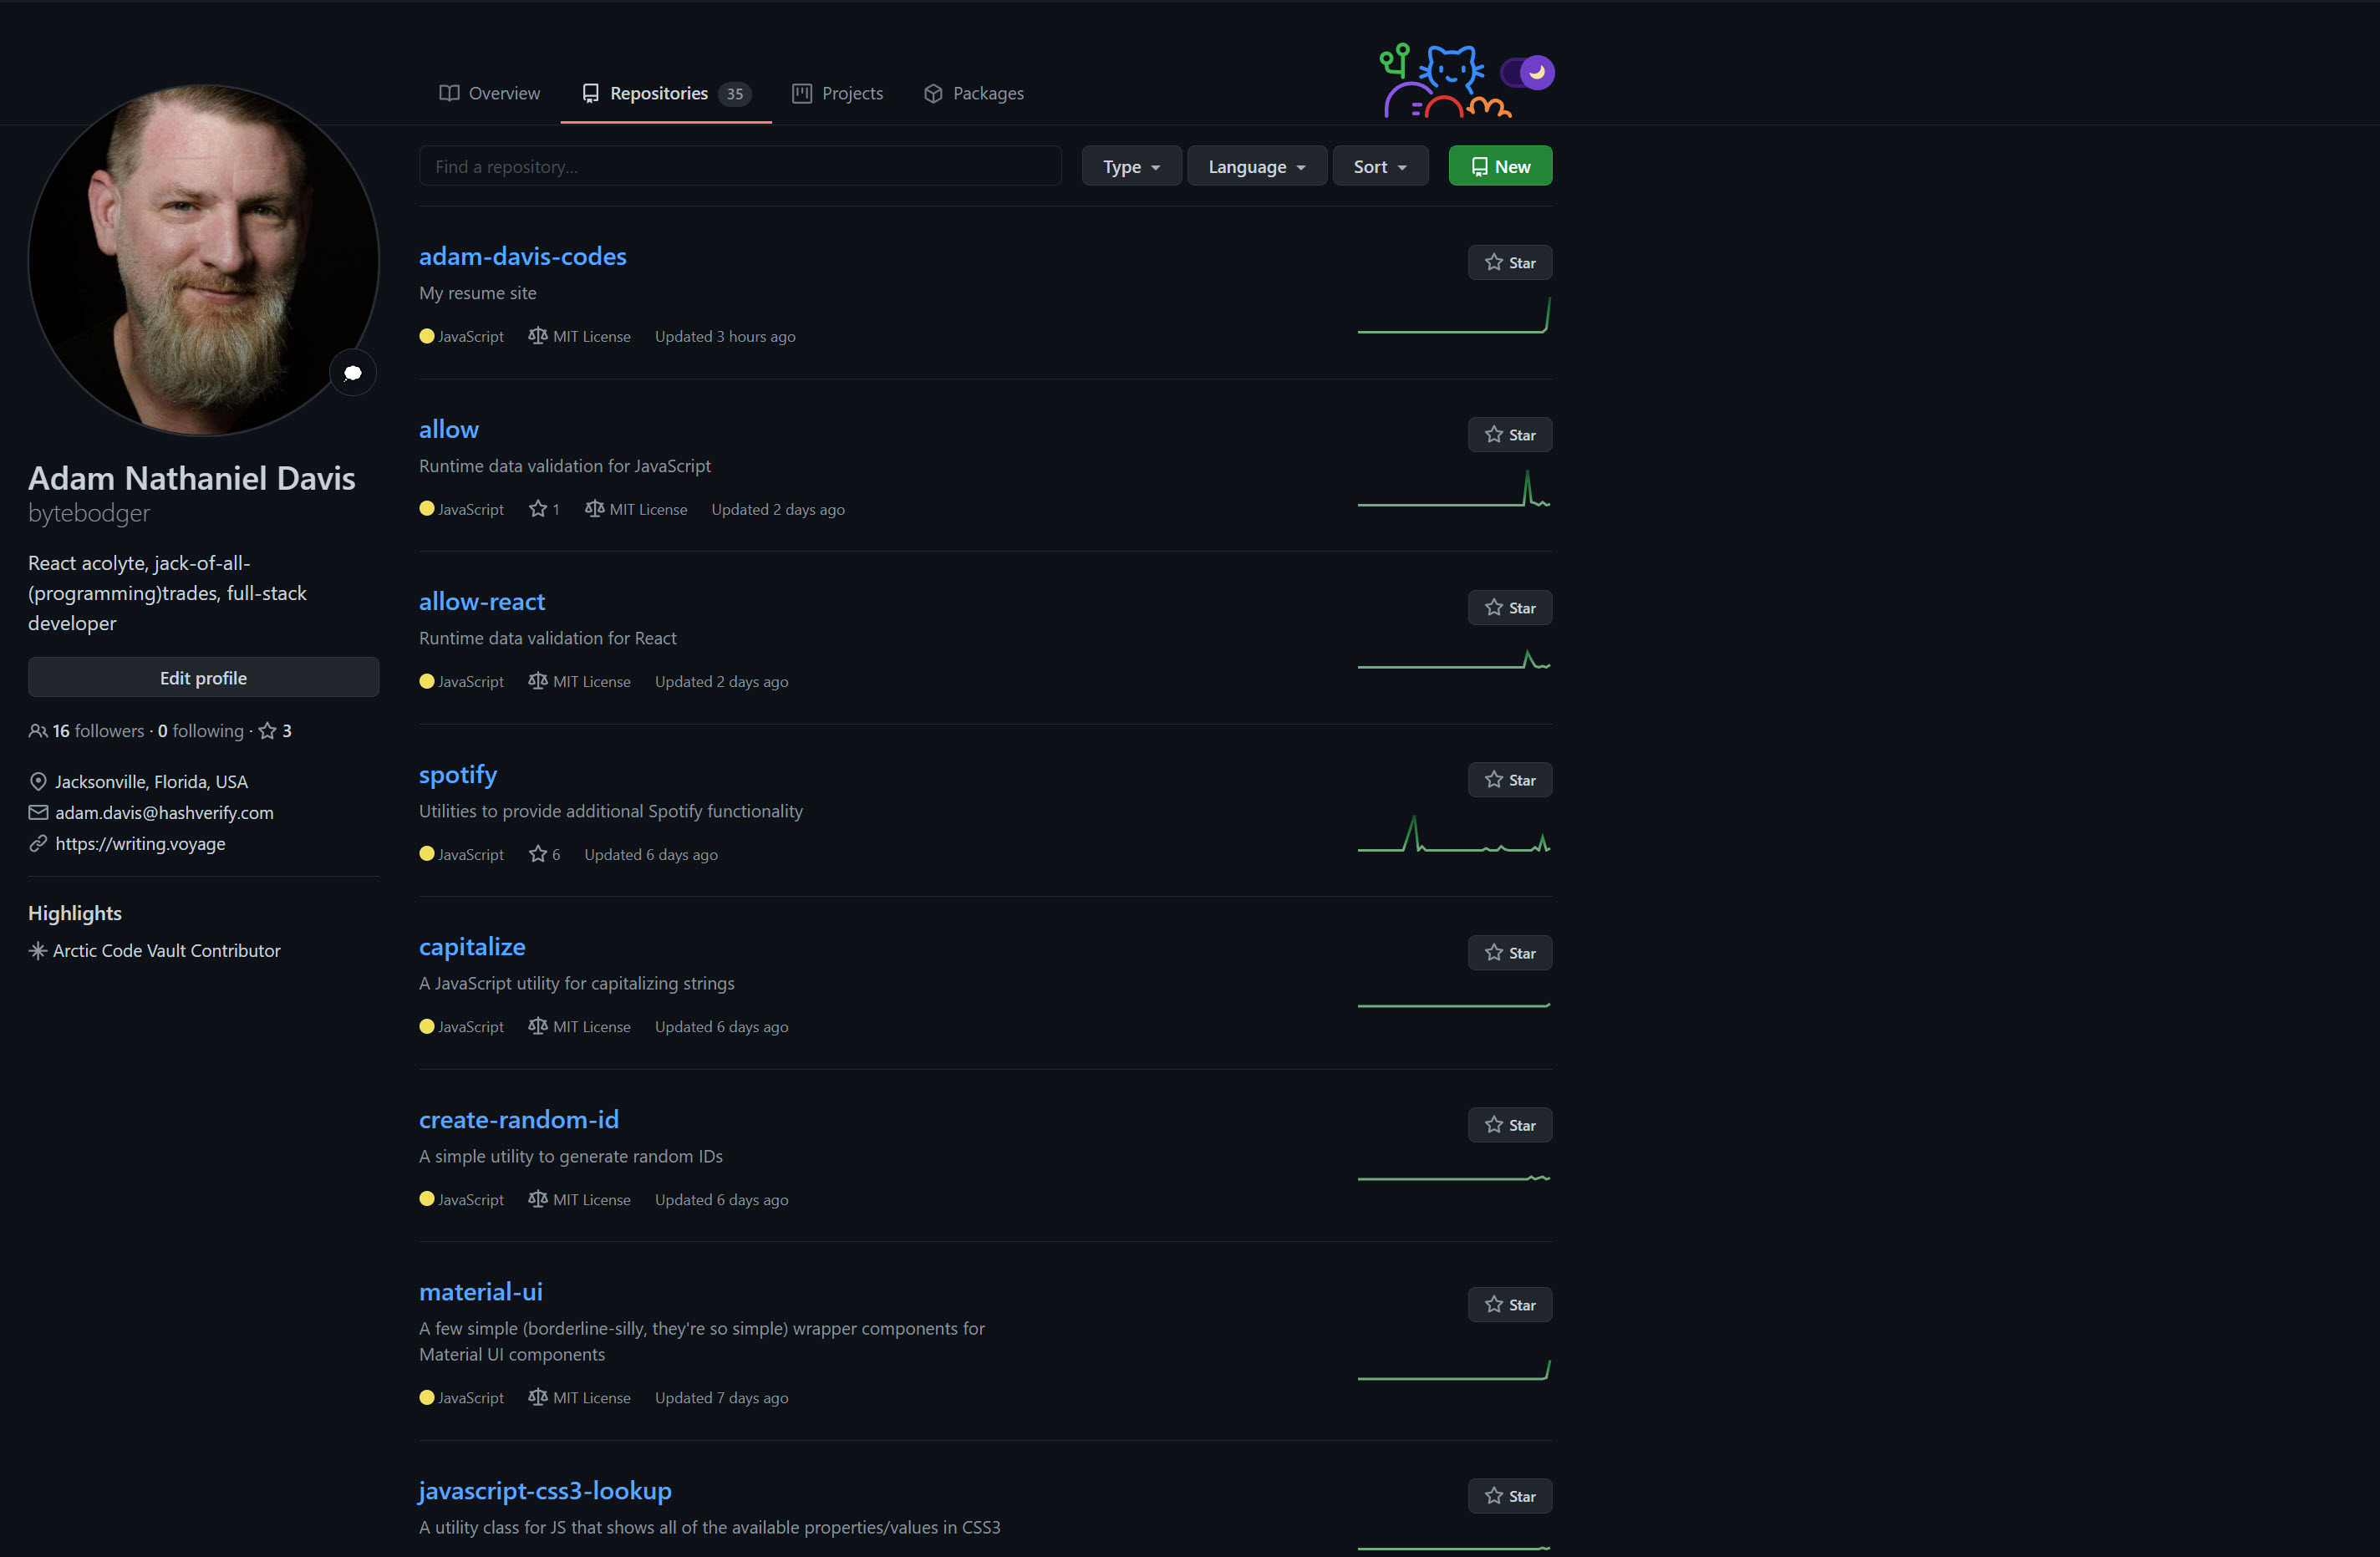 Overview
Repositories 35
Projects
Packages
Find a repository...
Type
Language
Sort
New
Adam Nathaniel Davis
bytebodger
React acolyte, jack-of-all-
(programming)trades, full-stack
developer
Edit profile
16 followers · 0 following · 3
Jacksonville, Florida, USA
adam.davis@hashverify.com
https://writing.voyage
Highlights
Arctic Code Vault Contributor
adam-davis-codes
Star
My resume site
JavaScript MIT License Updated 3 hours ago
allow
Star
Runtime data validation for JavaScript
JavaScript 1 MIT License Updated 2 days ago
allow-react
Star
Runtime data validation for React
JavaScript MIT License Updated 2 days ago
spotify
Star
Utilities to provide additional Spotify functionality
JavaScript 6 Updated 6 days ago
capitalize
Star
A JavaScript utility for capitalizing strings
JavaScript MIT License Updated 6 days ago
create-random-id
Star
A simple utility to generate random IDs
JavaScript MIT License Updated 6 days ago
material-ui
Star
A few simple (borderline-silly, they're so simple) wrapper components for
Material UI components
JavaScript MIT License Updated 7 days ago
javascript-css3-lookup
Star
A utility class for JS that shows all of the available properties/values in CSS3